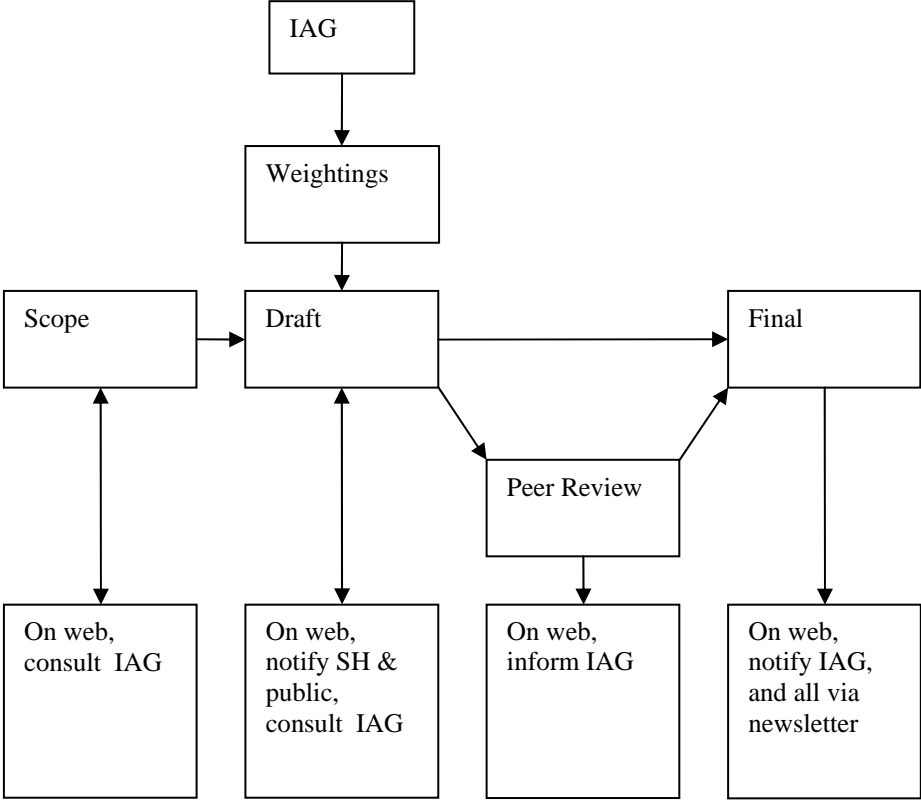 IAG
Weightings
Scope
Draft
Final
Peer Review
On web,
consult IAG
On web,
notify SH &
public,
consult IAG
On web,
inform IAG
On web,
notify IAG,
and all via
newsletter